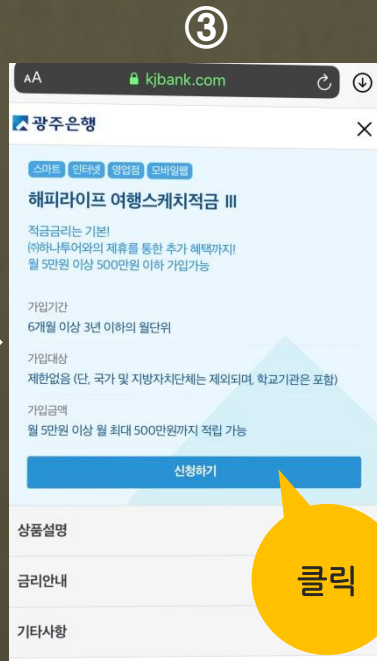 ③
AA kjbank.com
광주은행
스마트 인터넷 영업점 모바일웹
해피라이프 여행스케치적금 Ⅲ
적금금리는 기본!
㈜하나투어와의 제휴를 통한 추가 혜택까지!
월 5만원 이상 500만원 이하 가입가능
가입기간
6개월 이상 3년 이하의 월단위
가입대상
제한없음 (단, 국가 및 지방자치단체는 제외되며, 학교기관은 포함)
가입금액
월 5만원 이상 월 최대 500만원까지 적립 가능
신청하기
상품설명
금리안내
클릭
기타사항